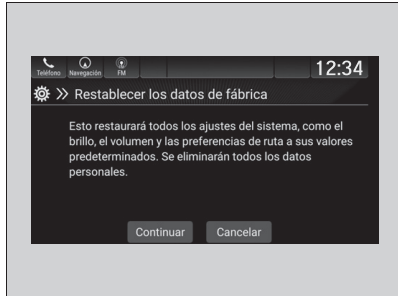 12:34
Teléfono Navegación FM
Restablecer los datos de fábrica
Esto restaurará todos los ajustes del sistema, como el
brillo, el volumen y las preferencias de ruta a sus valores
predeterminados. Se eliminarán todos los datos
personales.
Continuar Cancelar